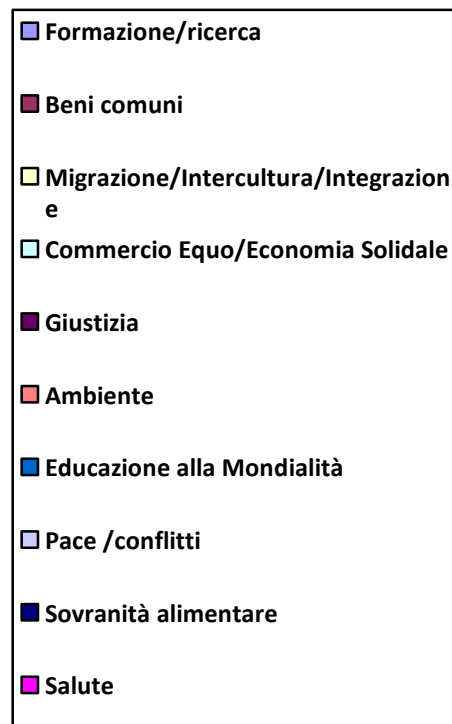 Formazione/ricerca
Beni comuni
Migrazione/Intercultura/Integrazion
e
Commercio Equo/Economia Solidale
Giustizia
Ambiente
Educazione alla Mondialità
Pace /conflitti
Sovranità alimentare
Salute